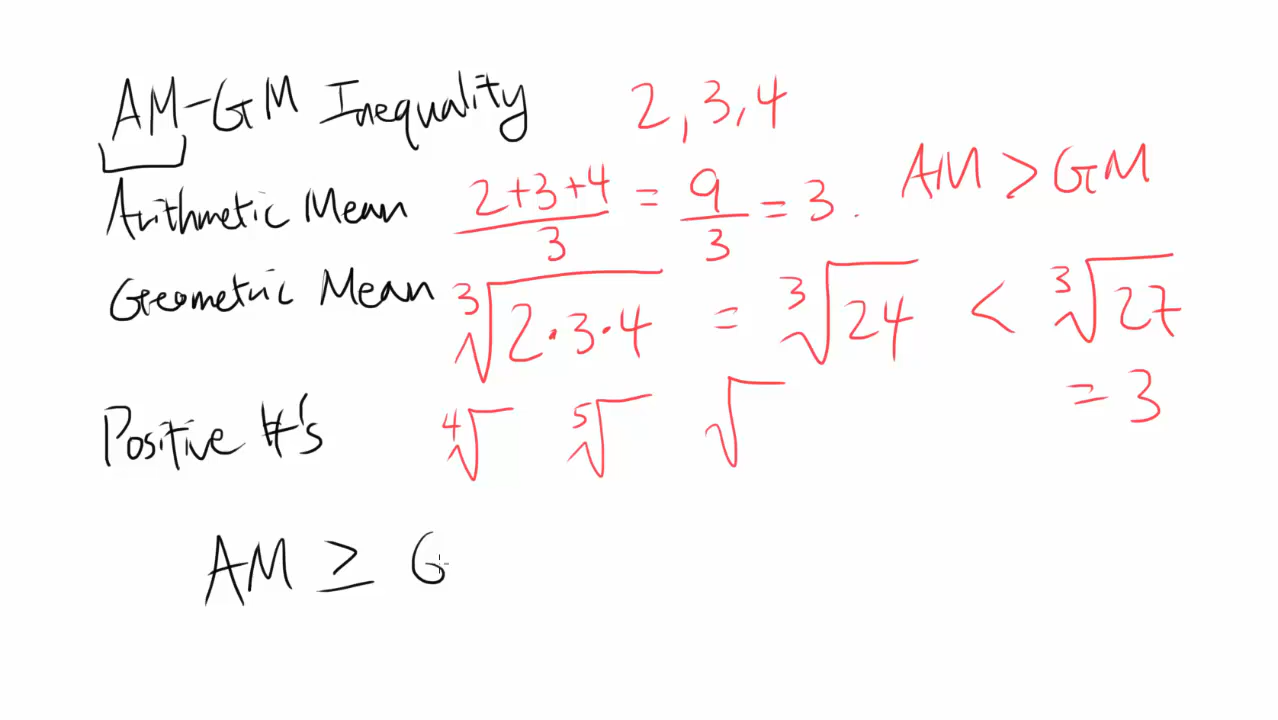 AM-GM Inequality 2,3,4
AM > GM
Arithmetic Mean (2+3+4)/3 = 9/3 = 3.
Geometric Mean ∛(2·3·4) = ∛24 < ∛27
= 3
Positive #'s ∜ ⁵√ √
AM ≥ G